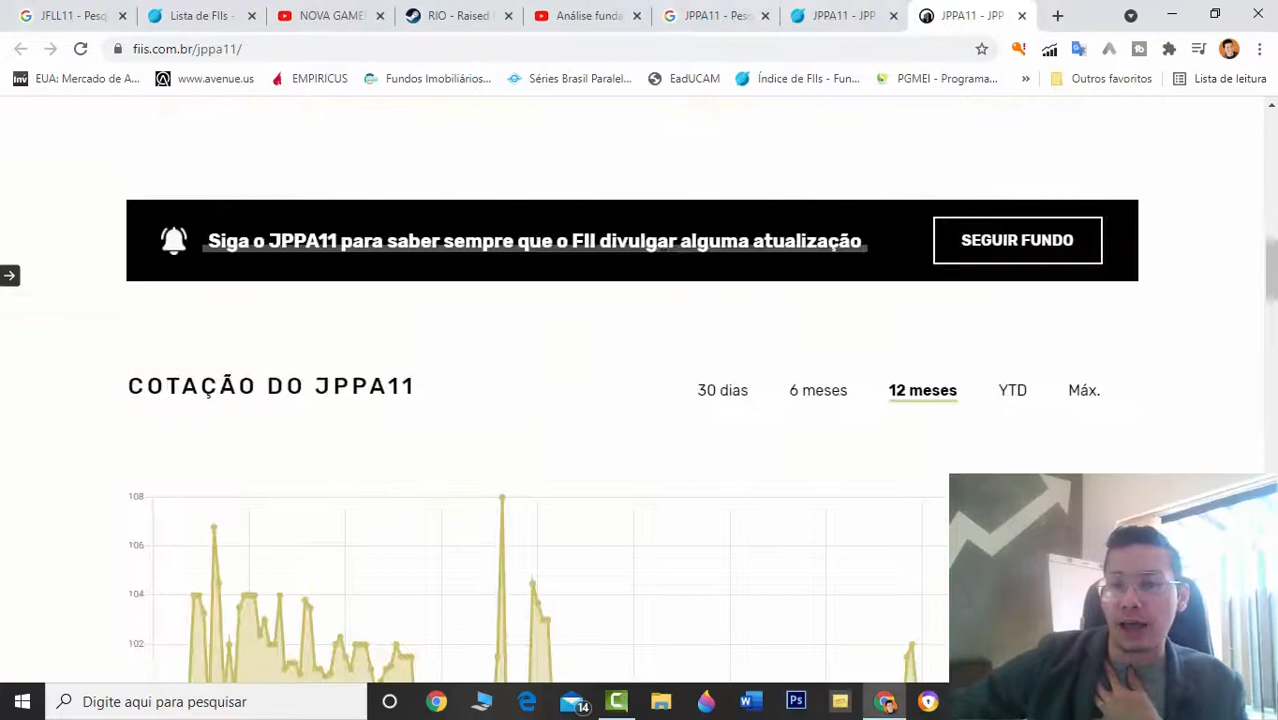 JFLL11 - Pesq
Lista de FIIs -
NOVA GAME
RIO - Raised
Análise funda
JPPA11 - Pesq
JPPA11 - JPP
JPPA11 - JPP
fiis.com.br/jppa11/
EUA: Mercado de A...
www.avenue.us
EMPIRICUS
Fundos Imobiliários...
Séries Brasil Paralel...
EadUCAM
Índice de FIIs - Fun...
PGMEI - Programa...
»
Outros favoritos
Lista de leitura
Siga o JPPA11 para saber sempre que o FII divulgar alguma atualização
SEGUIR FUNDO
COTAÇÃO DO JPPA11
30 dias
6 meses
12 meses
YTD
Máx.
108
106
104
102
Digite aqui para pesquisar
14